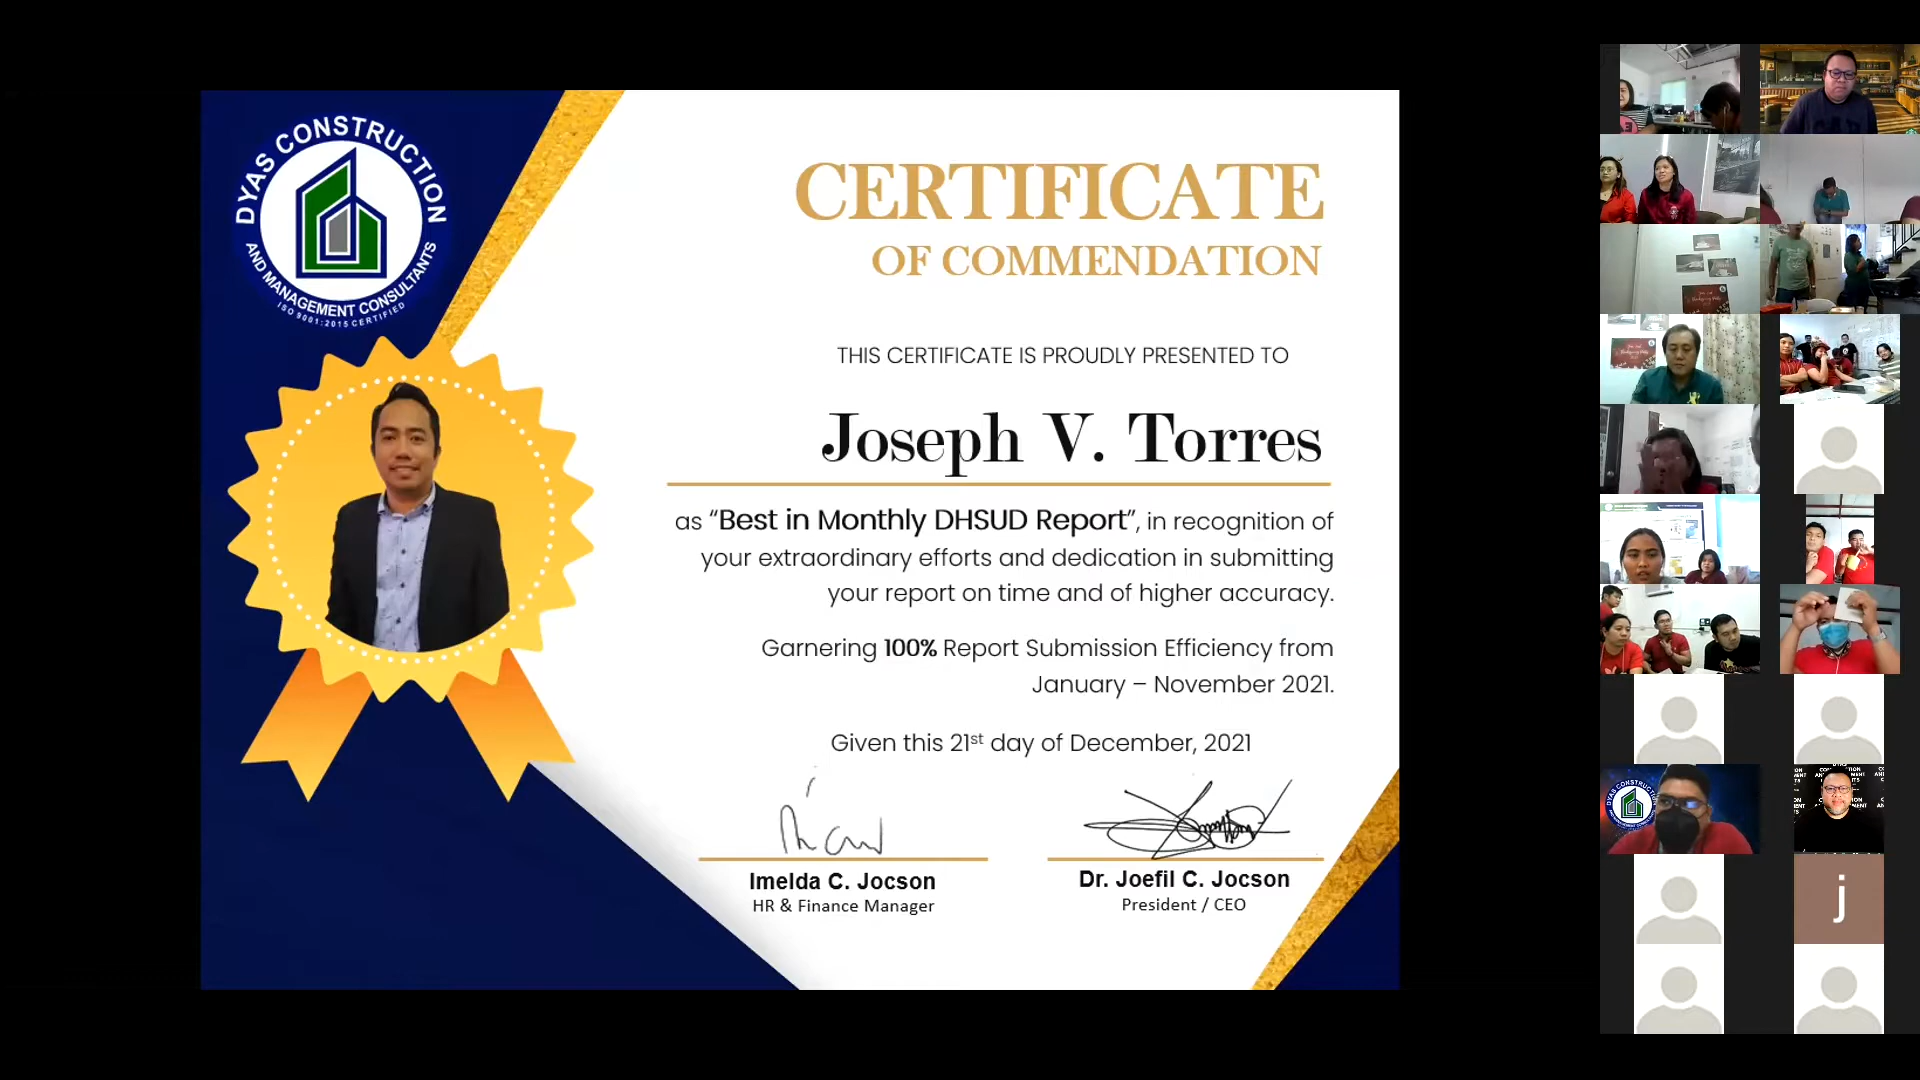 DYAS CONSTRUCTION
AND MANAGEMENT CONSULTANTS
ISO 9001:2015 CERTIFIED
CERTIFICATE
OF COMMENDATION
THIS CERTIFICATE IS PROUDLY PRESENTED TO
Joseph V. Torres
as “Best in Monthly DHSUD Report”, in recognition of
your extraordinary efforts and dedication in submitting
your report on time and of higher accuracy.
Garnering 100% Report Submission Efficiency from
January – November 2021.
Given this 21st day of December, 2021
Imelda C. Jocson
HR & Finance Manager
Dr. Joefil C. Jocson
President / CEO
DYAS CONSTRUCTION
j